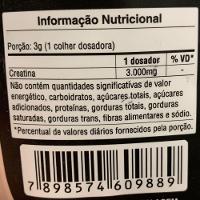 Informação Nutricional
Porção: 3g (1 colher dosadora)
1 dosador % VD*
Creatina 3.000mg -
Não contém quantidades significativas de valor
energético, carboidratos, açúcares totais, açúcares
adicionados, proteínas, gorduras totais, gorduras
saturadas, gorduras trans, fibras alimentares e sódio.
*Percentual de valores diários fornecidos pela porção.
7 898574 609889